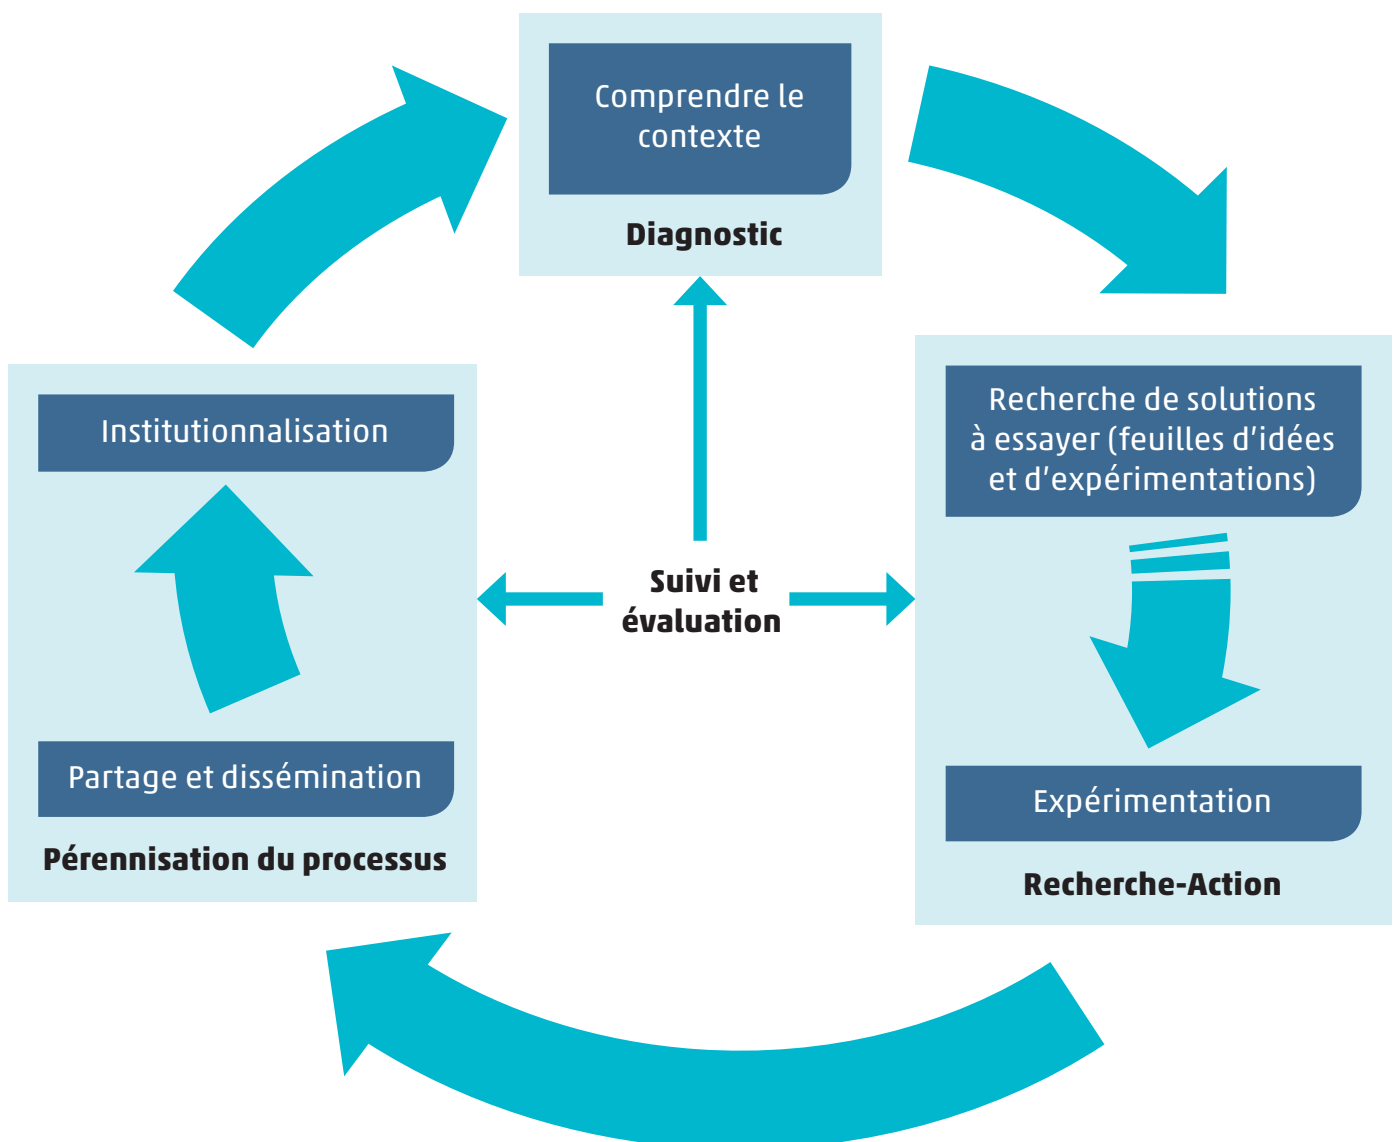 Comprendre le
contexte
Diagnostic
Recherche de solutions
à essayer (feuilles d’idées
et d’expérimentations)
Expérimentation
Recherche-Action
Institutionnalisation
Partage et dissémination
Pérennisation du processus
Suivi et
évaluation